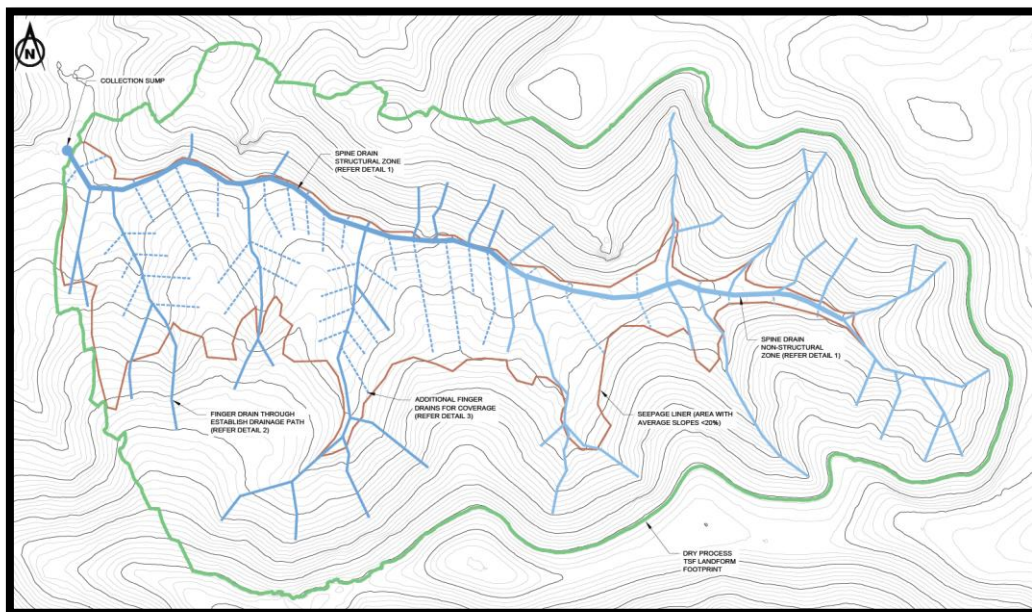 N
COLLECTION SUMP
SPINE DRAIN
STRUCTURAL ZONE
(REFER DETAIL 1)
SPINE DRAIN
NON-STRUCTURAL
ZONE (REFER DETAIL 1)
FINGER DRAIN THROUGH
ESTABLISH DRAINAGE PATH
(REFER DETAIL 2)
ADDITIONAL FINGER
DRAINS FOR COVERAGE
(REFER DETAIL 3)
SEEPAGE LINER (AREA WITH
AVERAGE SLOPES <20%)
DRY PROCESS
TSF LANDFORM
FOOTPRINT